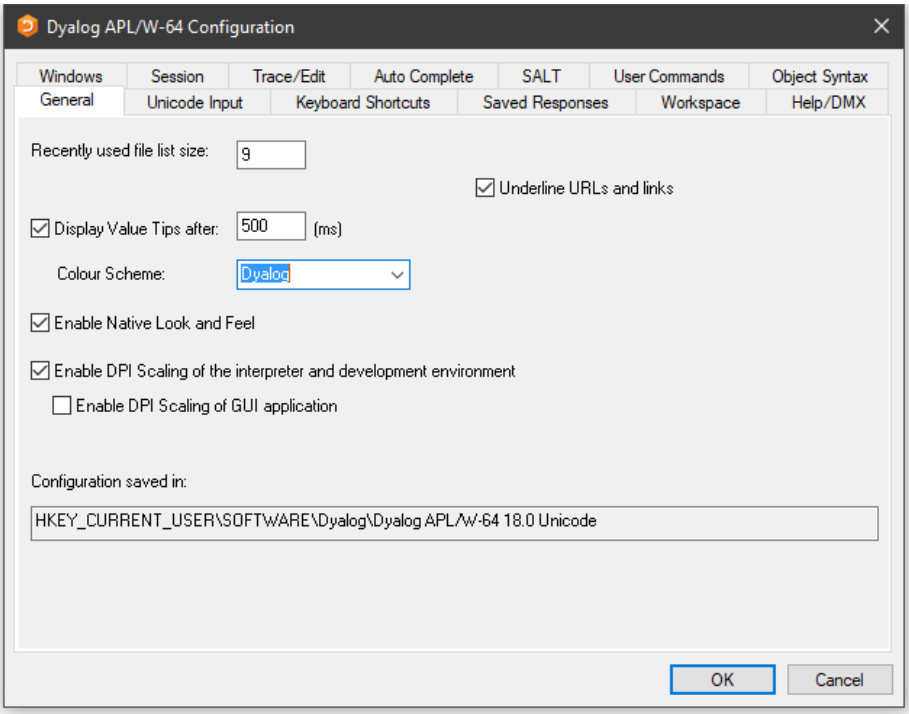 Dyalog APL/W-64 Configuration
Windows Session Trace/Edit Auto Complete SALT User Commands Object Syntax
General Unicode Input Keyboard Shortcuts Saved Responses Workspace Help/DMX
Recently used file list size: 9
Underline URLs and links
Display Value Tips after: 500 (ms)
Colour Scheme: Dyalog
Enable Native Look and Feel
Enable DPI Scaling of the interpreter and development environment
Enable DPI Scaling of GUI application
Configuration saved in:
HKEY_CURRENT_USER\SOFTWARE\Dyalog\Dyalog APL/W-64 18.0 Unicode
OK Cancel